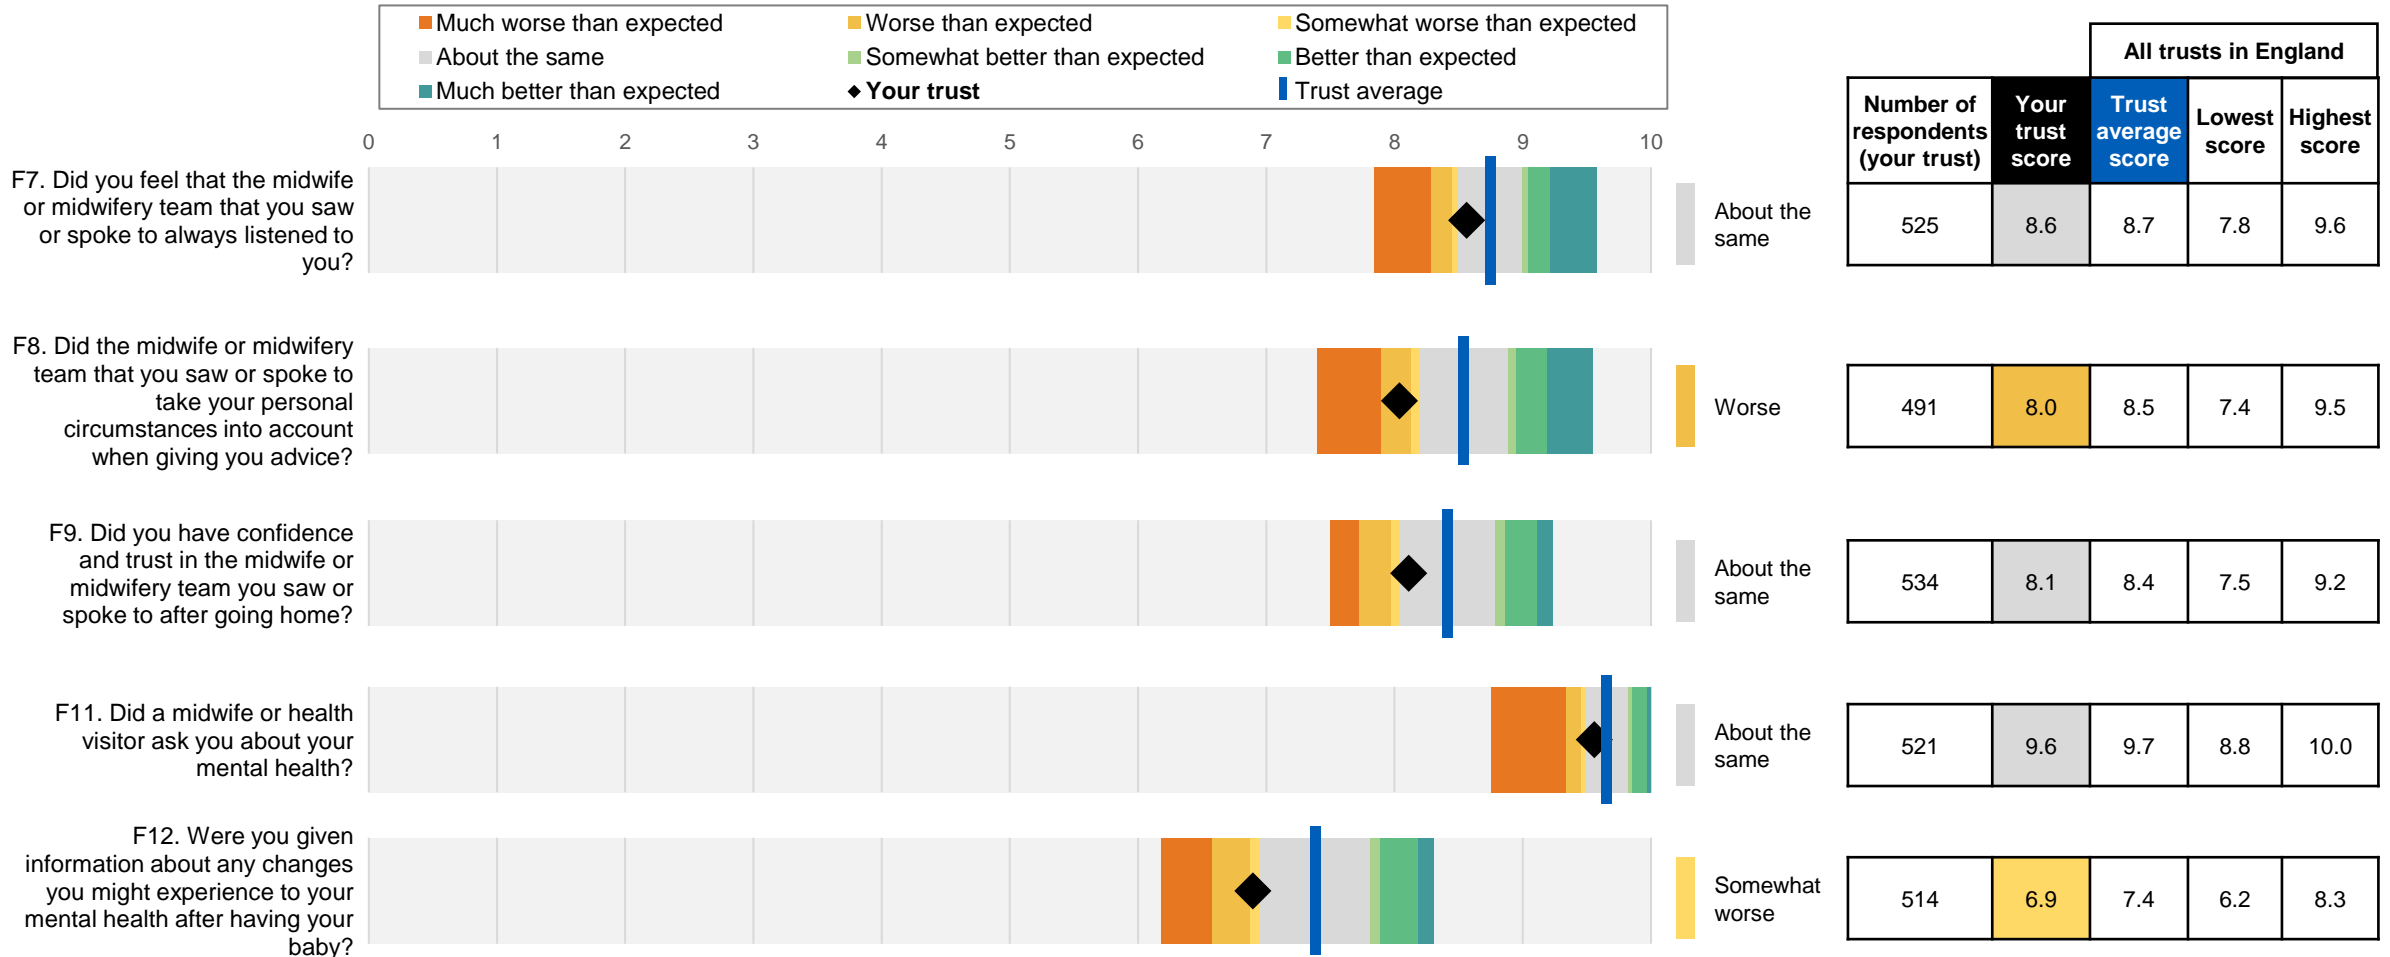 Much worse than expected
Worse than expected
Somewhat worse than expected
About the same
Somewhat better than expected
Better than expected
Much better than expected
Your trust
Trust average
All trusts in England
Number of
respondents
(your trust)
Your
trust
score
Trust
average
score
Lowest
score
Highest
score
0 1 2 3 4 5 6 7 8 9 10
F7. Did you feel that the midwife
or midwifery team that you saw
or spoke to always listened to
you?
About the
same
525 8.6 8.7 7.8 9.6
F8. Did the midwife or midwifery
team that you saw or spoke to
take your personal
circumstances into account
when giving you advice?
Worse
491 8.0 8.5 7.4 9.5
F9. Did you have confidence
and trust in the midwife or
midwifery team you saw or
spoke to after going home?
About the
same
534 8.1 8.4 7.5 9.2
F11. Did a midwife or health
visitor ask you about your
mental health?
About the
same
521 9.6 9.7 8.8 10.0
F12. Were you given
information about any changes
you might experience to your
mental health after having your
baby?
Somewhat
worse
514 6.9 7.4 6.2 8.3